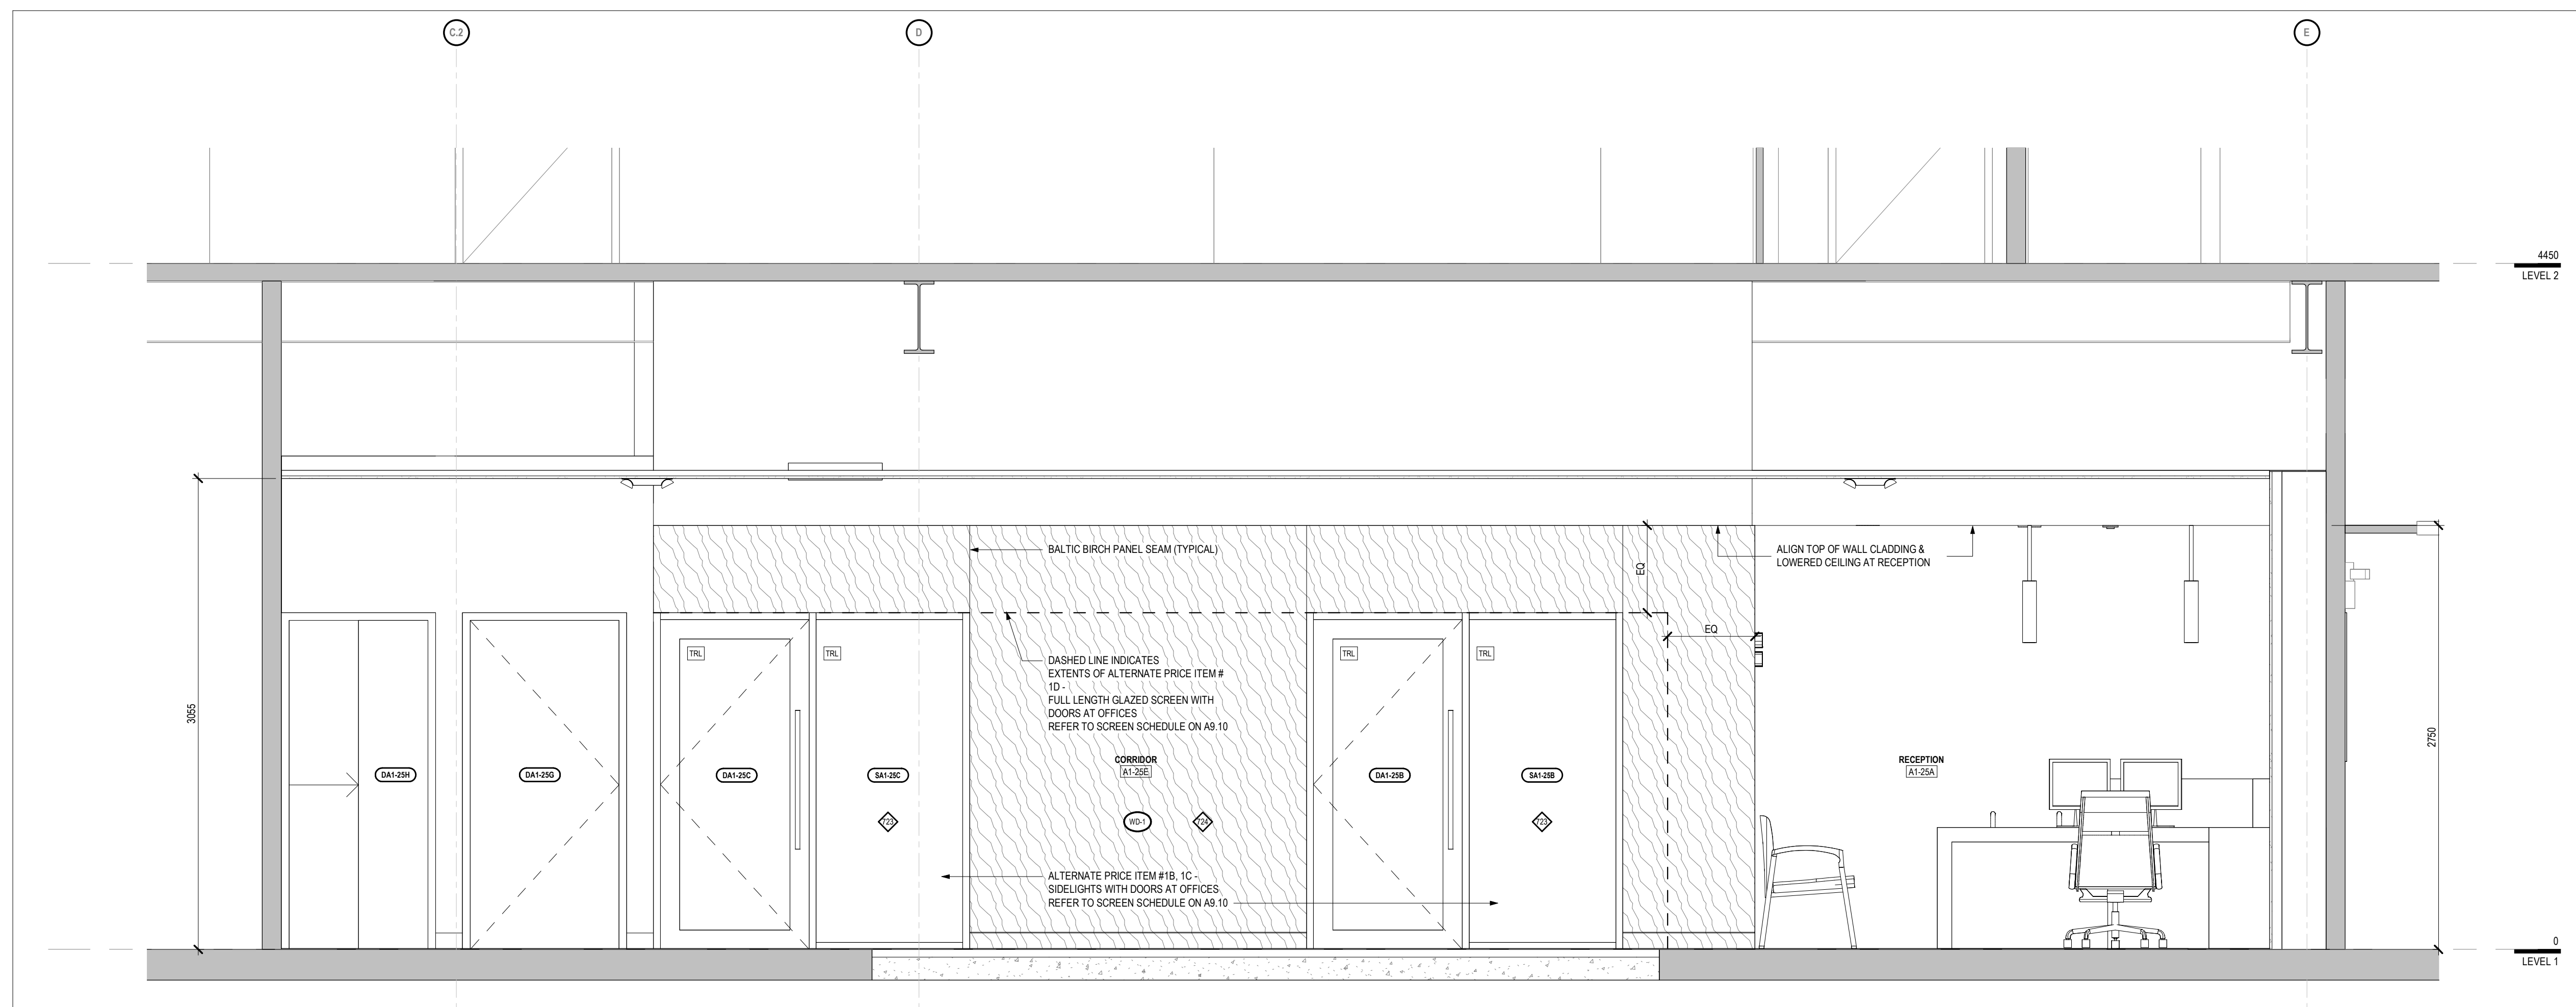 C.2
D
E
4450
LEVEL 2
BALTIC BIRCH PANEL SEAM (TYPICAL)
ALIGN TOP OF WALL CLADDING &
LOWERED CEILING AT RECEPTION
EQ
EQ
TRL
TRL
TRL
TRL
DASHED LINE INDICATES
EXTENTS OF ALTERNATE PRICE ITEM #
1D -
FULL LENGTH GLAZED SCREEN WITH
DOORS AT OFFICES
REFER TO SCREEN SCHEDULE ON A9.10
3055
2750
CORRIDOR
A1-25E
RECEPTION
A1-25A
DA1-25H
DA1-25G
DA1-25C
SA1-25C
DA1-25B
SA1-25B
723
WD-1
724
723
ALTERNATE PRICE ITEM #1B, 1C -
SIDELIGHTS WITH DOORS AT OFFICES
REFER TO SCREEN SCHEDULE ON A9.10
0
LEVEL 1